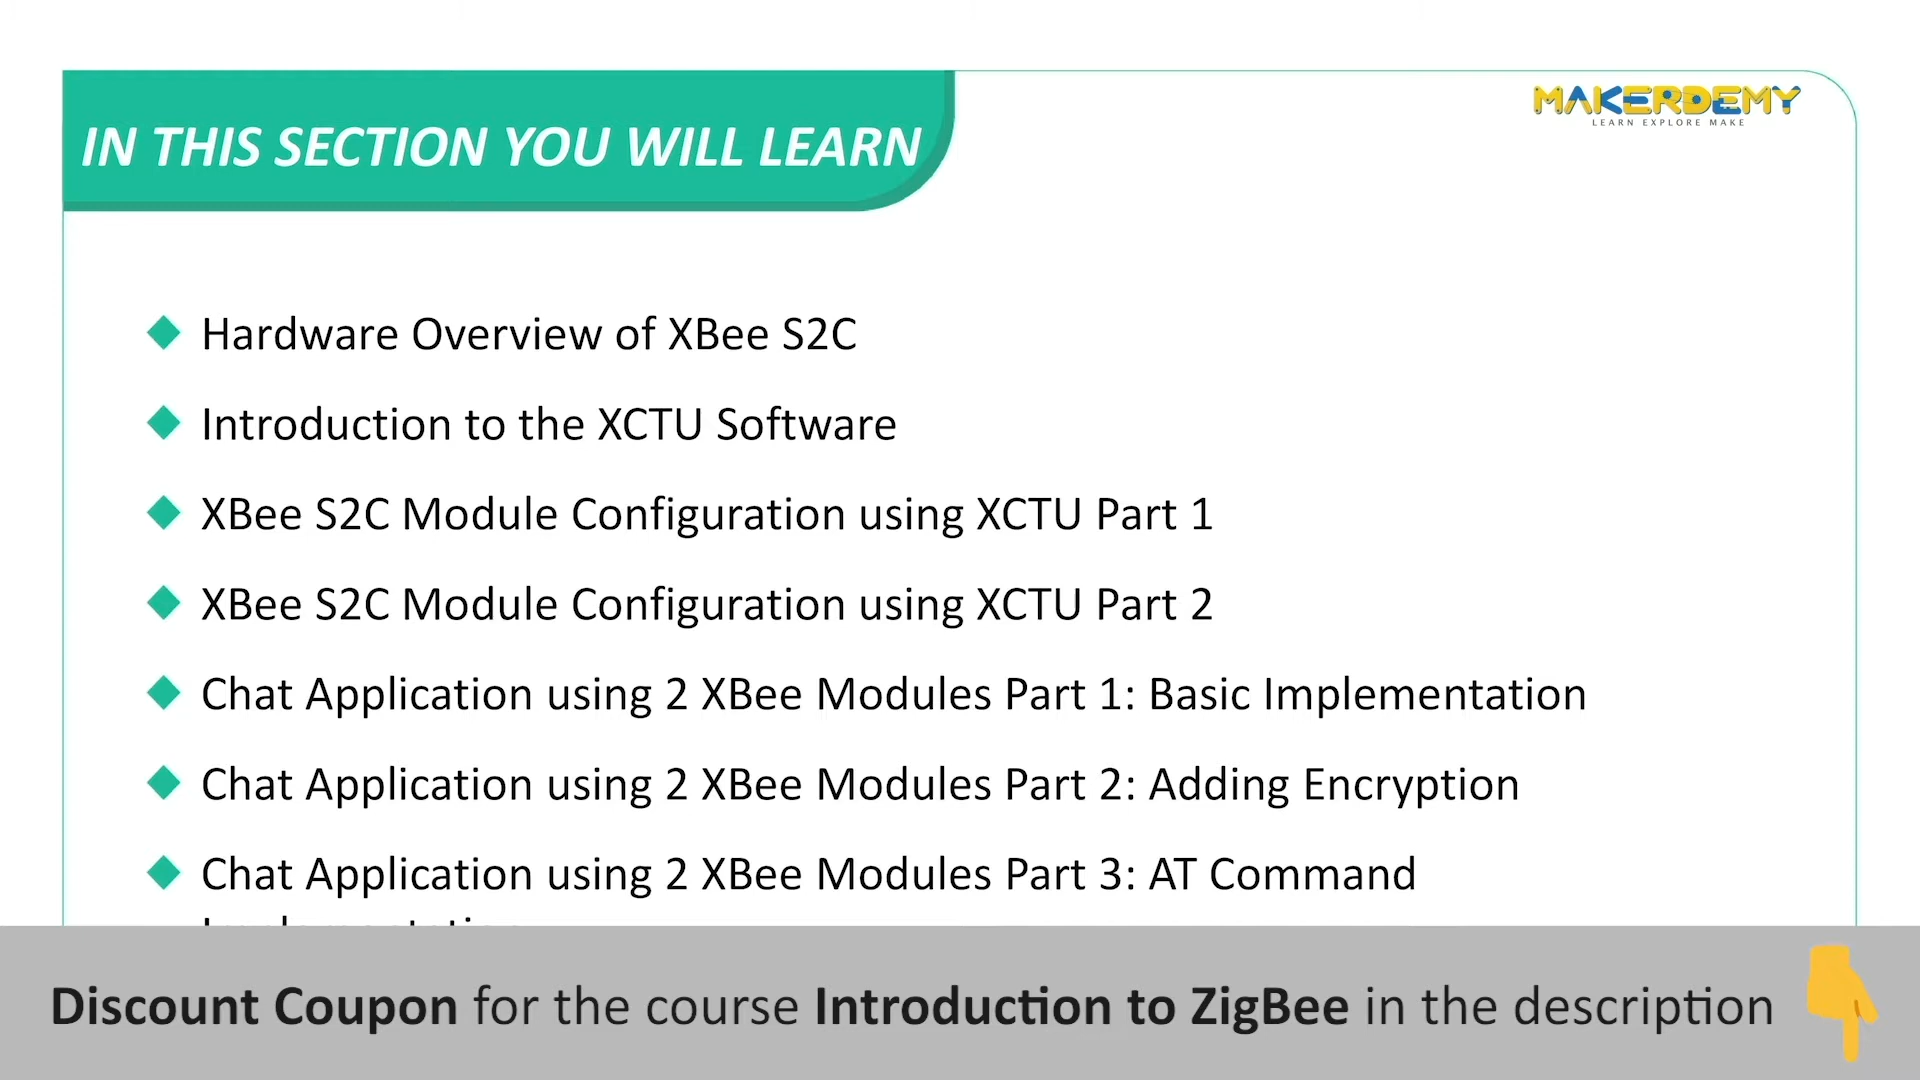 IN THIS SECTION YOU WILL LEARN
MAKERDEMY
LEARN EXPLORE MAKE
Hardware Overview of XBee S2C
Introduction to the XCTU Software
XBee S2C Module Configuration using XCTU Part 1
XBee S2C Module Configuration using XCTU Part 2
Chat Application using 2 XBee Modules Part 1: Basic Implementation
Chat Application using 2 XBee Modules Part 2: Adding Encryption
Chat Application using 2 XBee Modules Part 3: AT Command
Discount Coupon for the course Introduction to ZigBee in the description